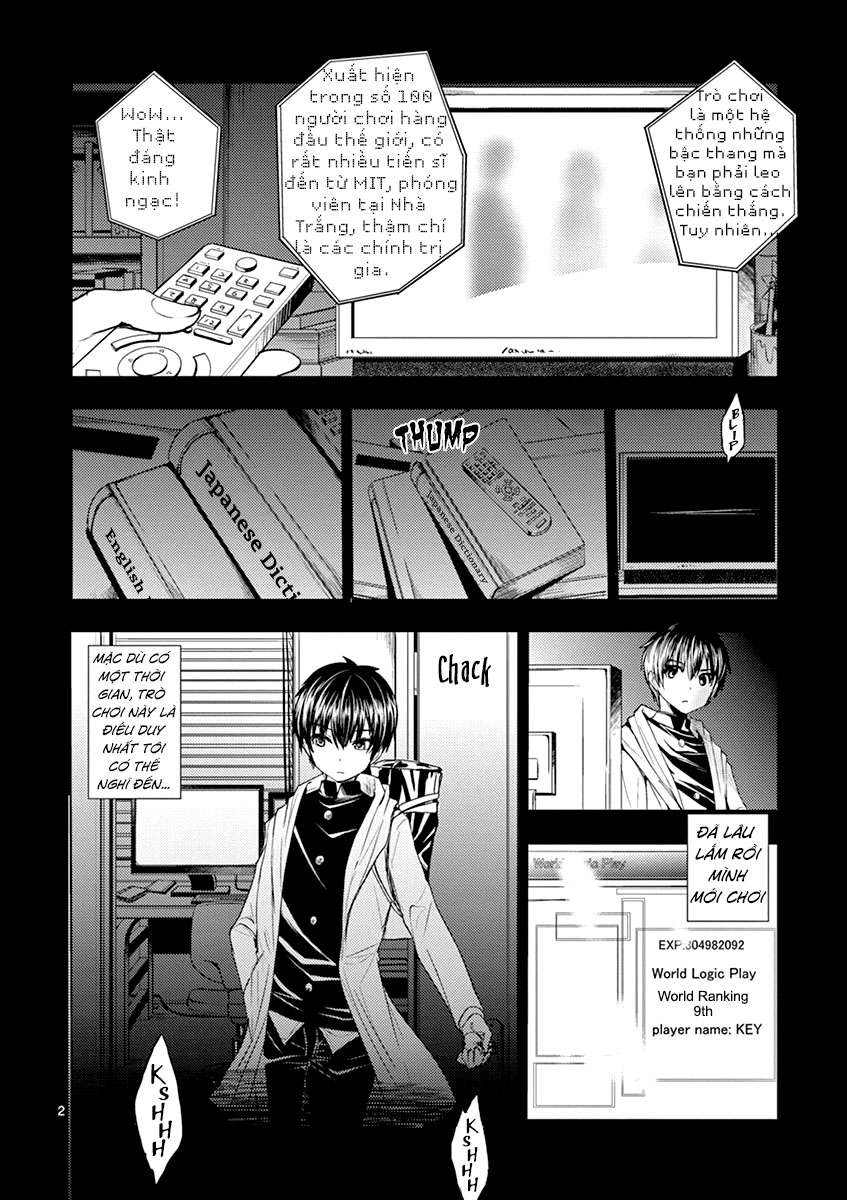 Trò chơi
là một hệ
thống những
bậc thang mà
bạn phải leo
lên bằng cách
chiến thắng.
Tuy nhiên...
Xuất hiện
trong số 100
người chơi hàng
đầu thế giới, có
rất nhiều tiến sĩ
đến từ MIT, phóng
viên tại Nhà
Trắng, thậm chí
là các chính trị
gia.
WoW...
Thật
đáng
kinh
ngạc!
BLIP
THUMP
Japanese Dictionary
Japanese Dicti
English
ĐÃ LÂU
LẮM RỒI
MÌNH
MỚI CHƠI
World Logic Play
EXP.304982092
World Logic Play
World Ranking
9th
player name: KEY
Chack
MẶC DÙ CÓ
MỘT THỜI
GIAN, TRÒ
CHƠI NÀY LÀ
ĐIỀU DUY
NHẤT TÔI
CÓ THỂ
NGHĨ ĐẾN...
KSHHH
KSHHH
2